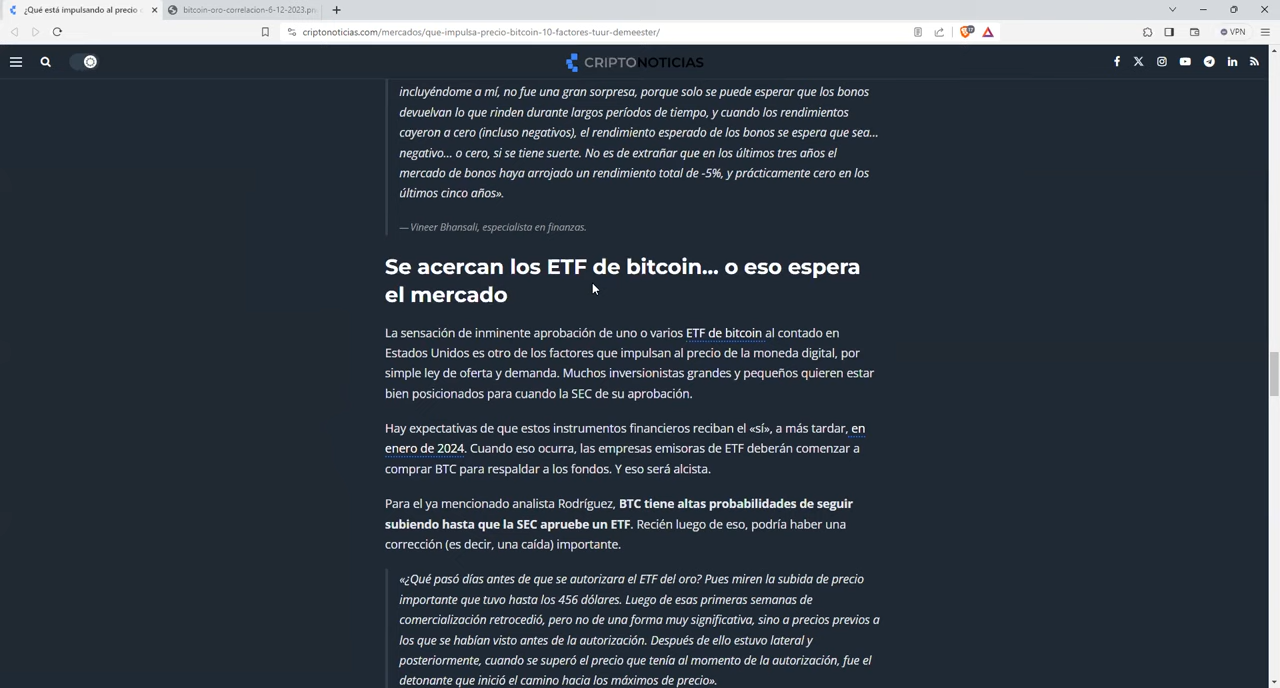 ¿Qué está impulsando al precio
bitcoin-oro-correlacion-6-12-2023.pn
criptonoticias.com/mercados/que-impulsa-precio-bitcoin-10-factores-tuur-demeester/
VPN
CRIPTONOTICIAS
incluyéndome a mí, no fue una gran sorpresa, porque solo se puede esperar que los bonos
devuelvan lo que rinden durante largos períodos de tiempo, y cuando los rendimientos
cayeron a cero (incluso negativos), el rendimiento esperado de los bonos se espera que sea...
negativo... o cero, si se tiene suerte. No es de extrañar que en los últimos tres años el
mercado de bonos haya arrojado un rendimiento total de -5%, y prácticamente cero en los
últimos cinco años».
— Vineer Bhansali, especialista en finanzas.
Se acercan los ETF de bitcoin... o eso espera
el mercado
La sensación de inminente aprobación de uno o varios ETF de bitcoin al contado en
Estados Unidos es otro de los factores que impulsan al precio de la moneda digital, por
simple ley de oferta y demanda. Muchos inversionistas grandes y pequeños quieren estar
bien posicionados para cuando la SEC de su aprobación.
Hay expectativas de que estos instrumentos financieros reciban el «sí», a más tardar, en
enero de 2024. Cuando eso ocurra, las empresas emisoras de ETF deberán comenzar a
comprar BTC para respaldar a los fondos. Y eso será alcista.
Para el ya mencionado analista Rodríguez, BTC tiene altas probabilidades de seguir
subiendo hasta que la SEC apruebe un ETF. Recién luego de eso, podría haber una
corrección (es decir, una caída) importante.
«¿Qué pasó días antes de que se autorizara el ETF del oro? Pues miren la subida de precio
importante que tuvo hasta los 456 dólares. Luego de esas primeras semanas de
comercialización retrocedió, pero no de una forma muy significativa, sino a precios previos a
los que se habían visto antes de la autorización. Después de ello estuvo lateral y
posteriormente, cuando se superó el precio que tenía al momento de la autorización, fue el
detonante que inició el camino hacia los máximos de precio».